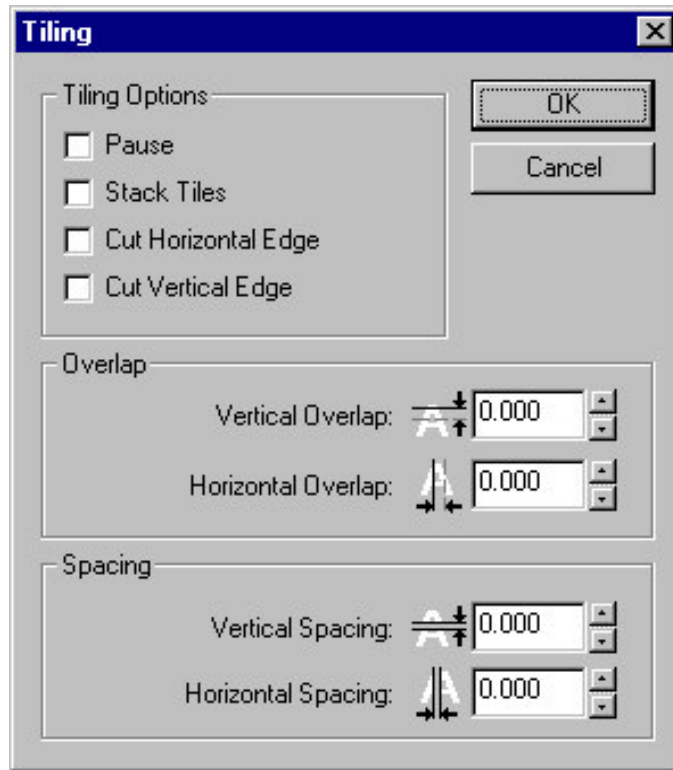 Tiling
Tiling Options
OK
Pause
Cancel
Stack Tiles
Cut Horizontal Edge
Cut Vertical Edge
Overlap
Vertical Overlap: A 0.000
Horizontal Overlap: A 0.000
Spacing
Vertical Spacing: A 0.000
Horizontal Spacing: A 0.000